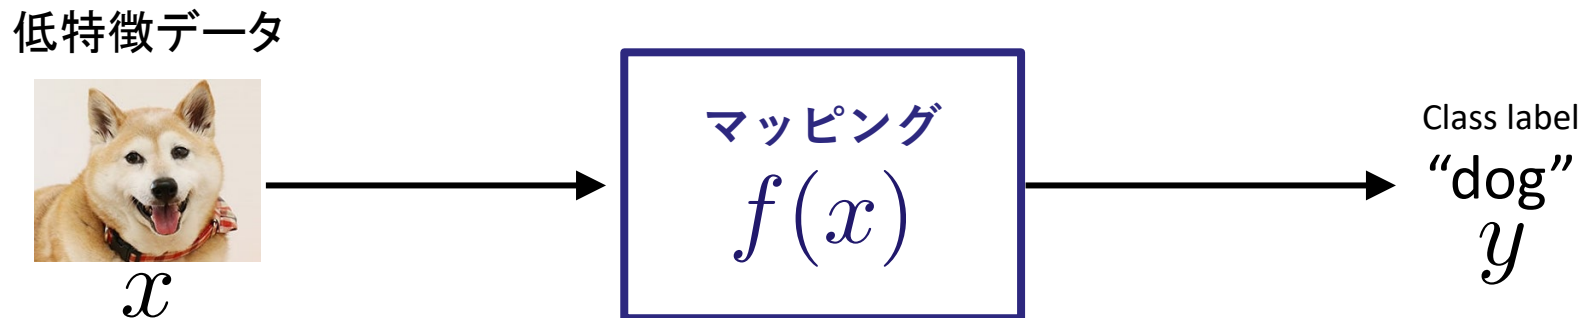 低特徴データ
x
マッピング
f(x)
Class label
“dog”
y